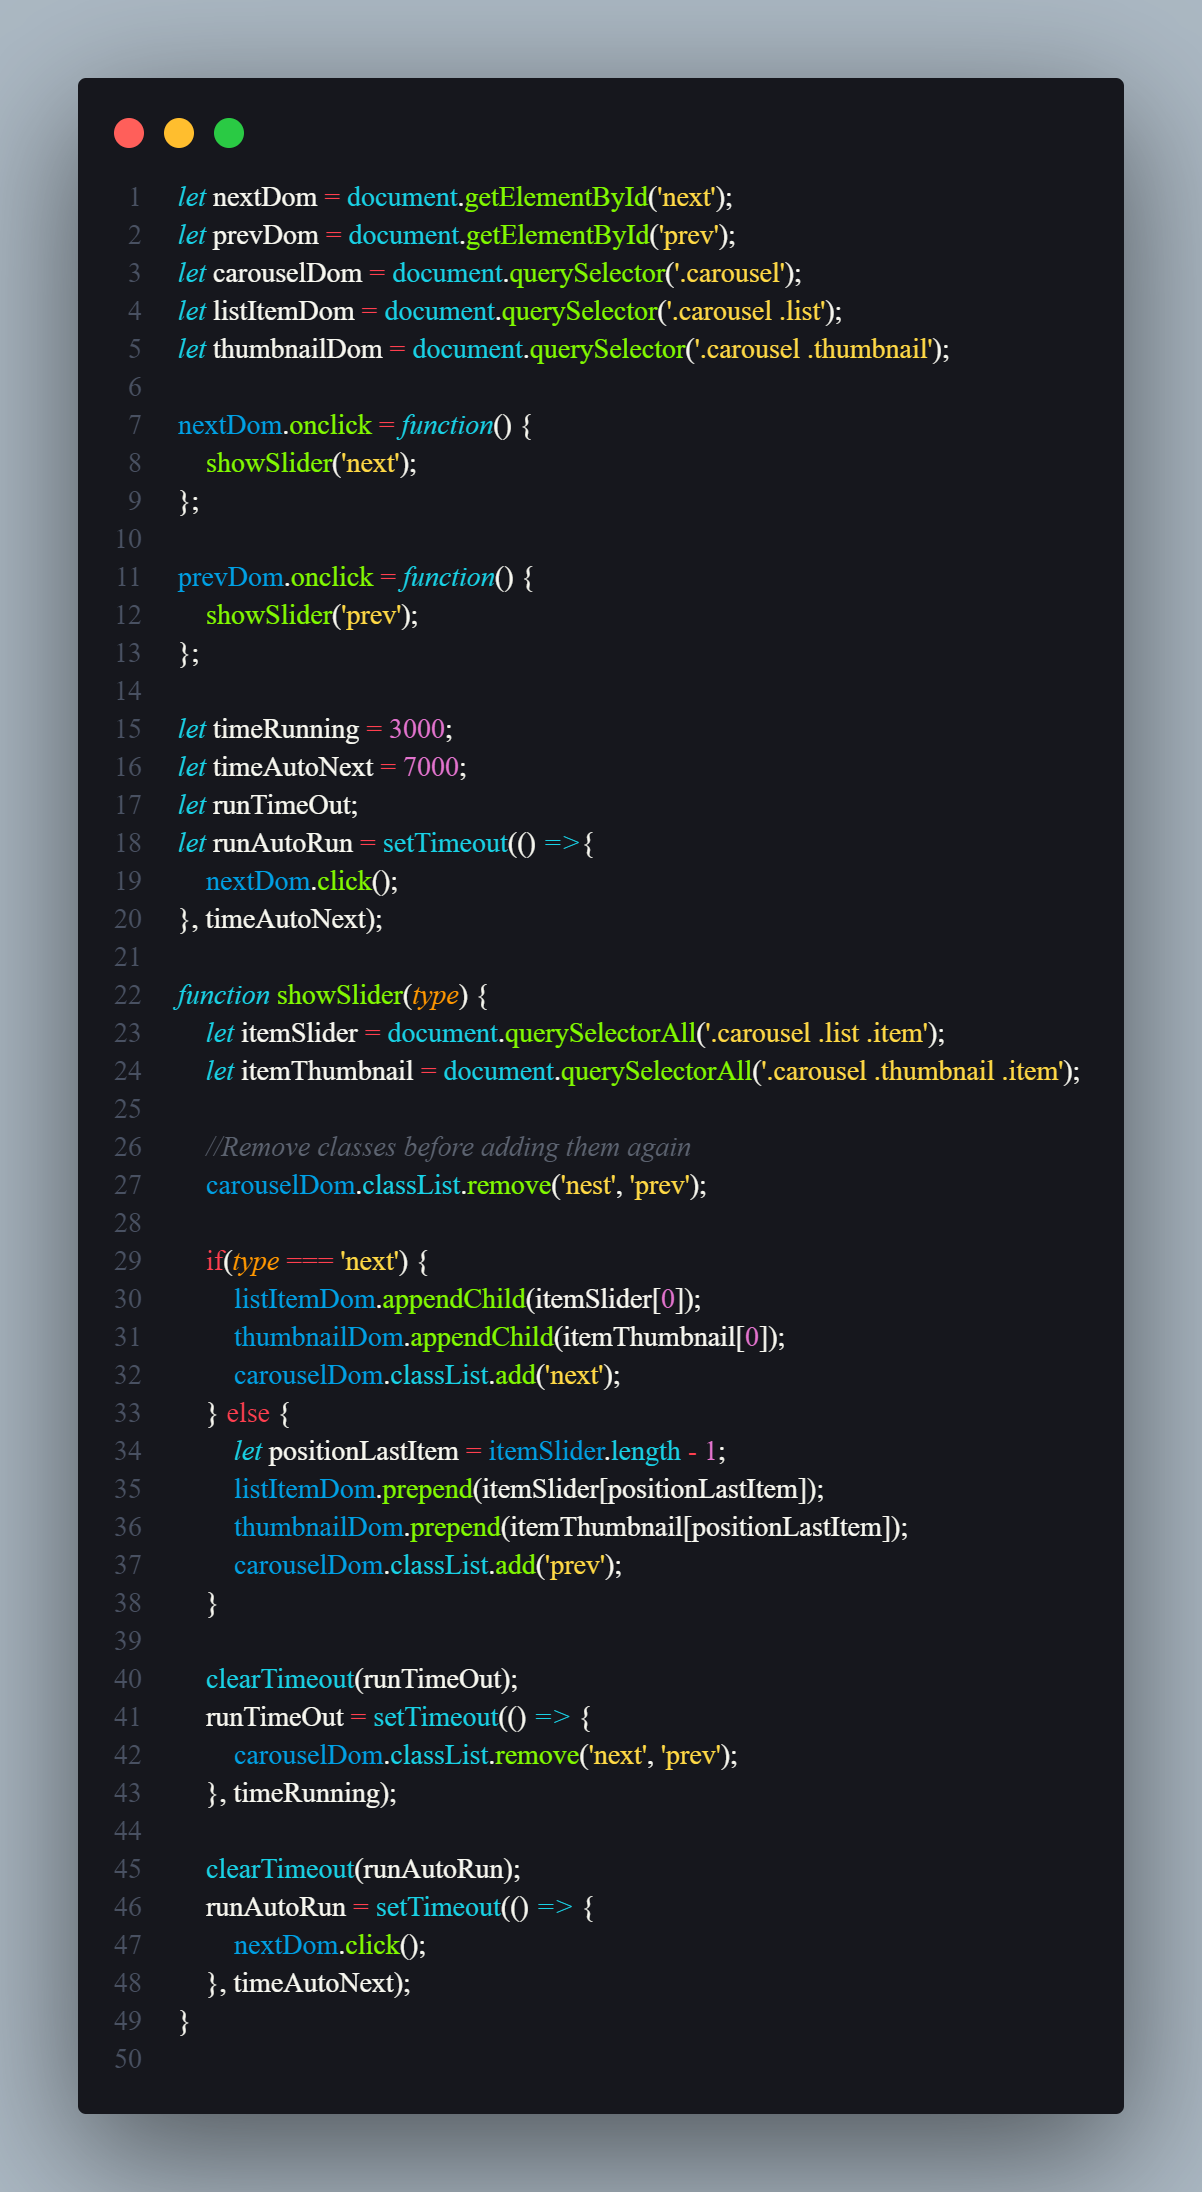 1 let nextDom = document.getElementById('next');
2 let prevDom = document.getElementById('prev');
3 let carouselDom = document.querySelector('.carousel');
4 let listItemDom = document.querySelector('.carousel .list');
5 let thumbnailDom = document.querySelector('.carousel .thumbnail');
6
7 nextDom.onclick = function() {
8     showSlider('next');
9 };
10
11 prevDom.onclick = function() {
12     showSlider('prev');
13 };
14
15 let timeRunning = 3000;
16 let timeAutoNext = 7000;
17 let runTimeOut;
18 let runAutoRun = setTimeout(() =>{
19     nextDom.click();
20 }, timeAutoNext);
21
22 function showSlider(type) {
23     let itemSlider = document.querySelectorAll('.carousel .list .item');
24     let itemThumbnail = document.querySelectorAll('.carousel .thumbnail .item');
25
26     //Remove classes before adding them again
27     carouselDom.classList.remove('nest', 'prev');
28
29     if(type === 'next') {
30         listItemDom.appendChild(itemSlider[0]);
31         thumbnailDom.appendChild(itemThumbnail[0]);
32         carouselDom.classList.add('next');
33     } else {
34         let positionLastItem = itemSlider.length - 1;
35         listItemDom.prepend(itemSlider[positionLastItem]);
36         thumbnailDom.prepend(itemThumbnail[positionLastItem]);
37         carouselDom.classList.add('prev');
38     }
39
40     clearTimeout(runTimeOut);
41     runTimeOut = setTimeout(() => {
42         carouselDom.classList.remove('next', 'prev');
43     }, timeRunning);
44
45     clearTimeout(runAutoRun);
46     runAutoRun = setTimeout(() => {
47         nextDom.click();
48     }, timeAutoNext);
49 }
50